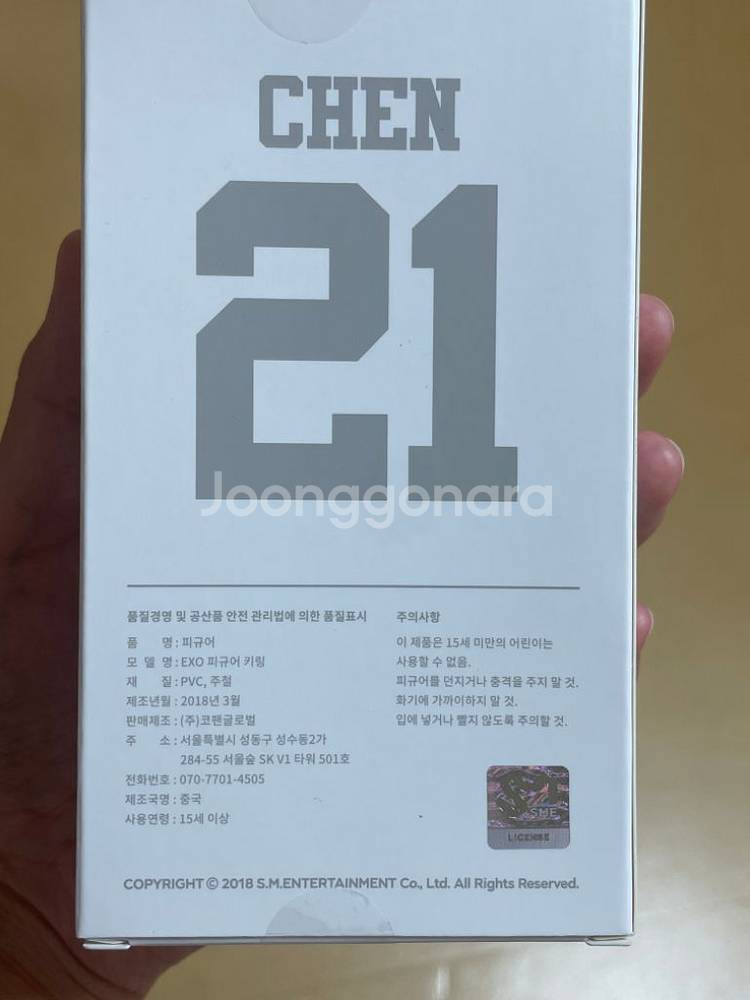 CHEN
21
Joonggonara
품질경영 및 공산품 안전 관리법에 의한 품질표시
품 명 : 피규어
모 델 명 : EXO 피규어 키링
재 질 : PVC, 주철
제조년월 : 2018년 3월
판매제조 : (주)코팬글로벌
주 소 : 서울특별시 성동구 성수동2가
284-55 서울숲 SK V1 타워 501호
전화번호 : 070-7701-4505
제조국명 : 중국
사용연령 : 15세 이상
주의사항
이 제품은 15세 미만의 어린이는
사용할 수 없음.
피규어를 던지거나 충격을 주지 말 것.
화기에 가까이하지 말 것.
입에 넣거나 빨지 않도록 주의할 것.
SME
LICENSE
COPYRIGHT © 2018 S.M.ENTERTAINMENT Co., Ltd. All Rights Reserved.